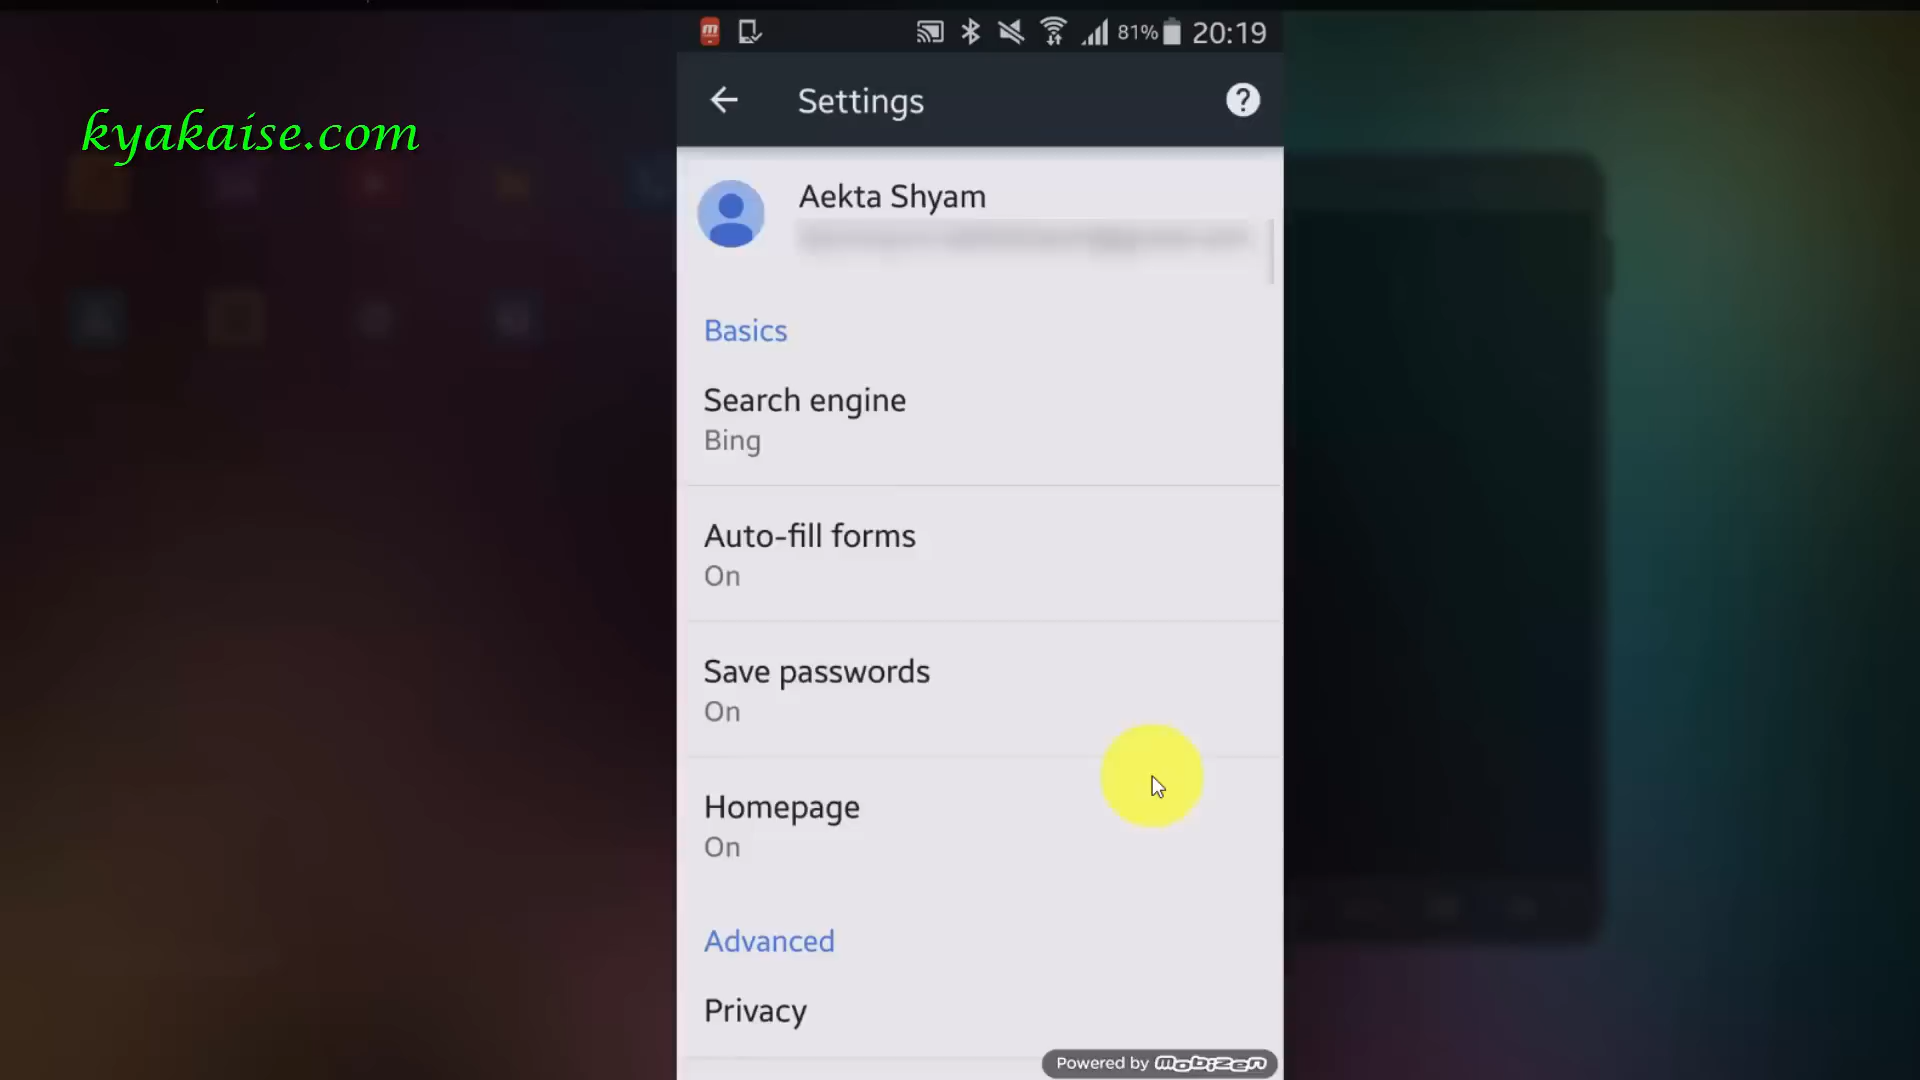 81% 20:19
Settings
kyakaise.com
Aekta Shyam
Basics
Search engine
Bing
Auto-fill forms
On
Save passwords
On
Homepage
On
Advanced
Privacy
Powered by mobizen